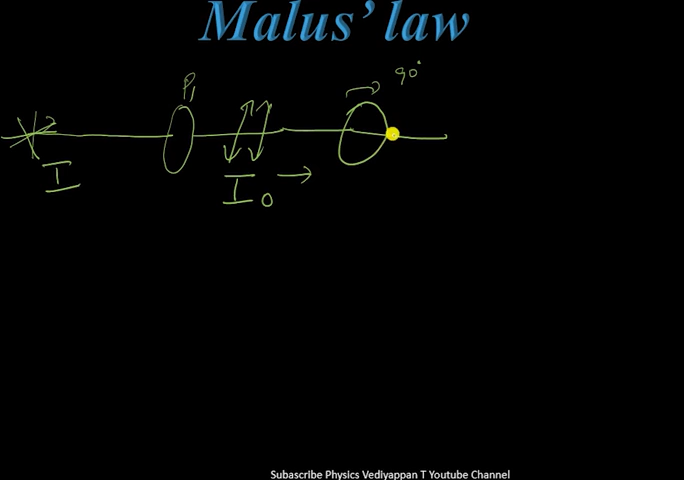 Malus' law
P1
90°
I
I0
Subascribe Physics Vediyappan T Youtube Channel